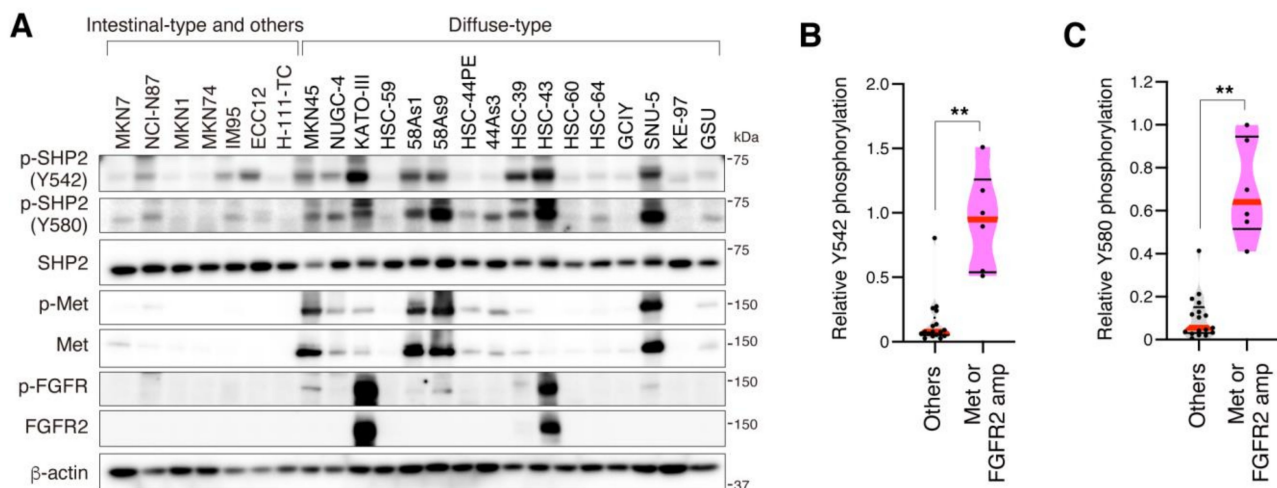 A
Intestinal-type and others
Diffuse-type
MKN7
NCI-N87
MKN1
MKN74
IM95
ECC12
H-111-TC
MKN45
NUGC-4
KATO-III
HSC-59
58As1
58As9
HSC-44PE
44As3
HSC-39
HSC-43
HSC-60
HSC-64
GCIY
SNU-5
KE-97
GSU
kDa
p-SHP2
(Y542)
-75
p-SHP2
(Y580)
-75
SHP2
-75
p-Met
-150
Met
-150
p-FGFR
-150
FGFR2
-150
β-actin
-37
B
Relative Y542 phosphorylation
2.0
1.5
1.0
0.5
0
**
Others
Met or
FGFR2 amp
C
Relative Y580 phosphorylation
1.2
1.0
0.8
0.6
0.4
0.2
0
**
Others
Met or
FGFR2 amp